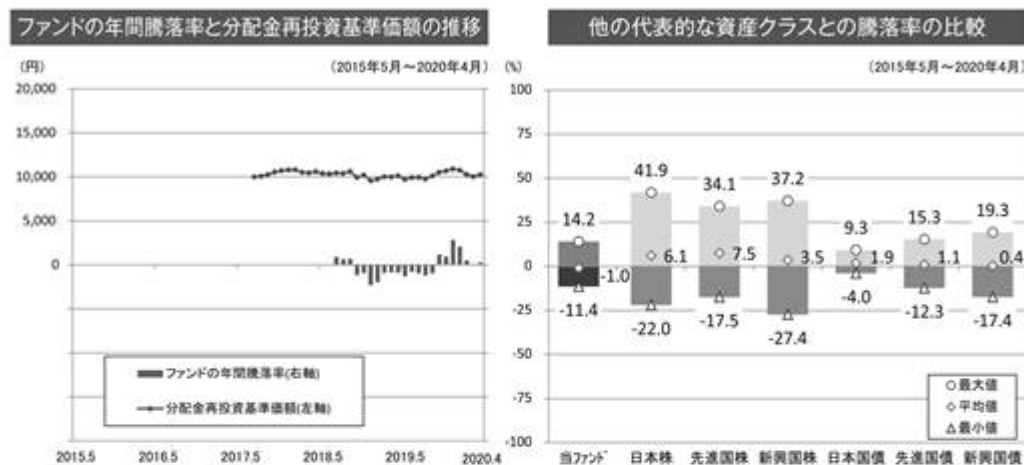 ファンドの年間騰落率と分配金再投資基準価額の推移
(円)
(2015年5月～2020年4月)
20,000
15,000
10,000
5,000
0
ファンドの年間騰落率(右軸)
分配金再投資基準価額(左軸)
2015.5 2016.5 2017.5 2018.5 2019.5 2020.4
他の代表的な資産クラスとの騰落率の比較
(%)
(2015年5月～2020年4月)
100
75
50
25
0
-25
-50
-75
-100
14.2 41.9 34.1 37.2 9.3 15.3 19.3
-1.0 6.1 7.5 3.5 1.9 1.1 0.4
-11.4 -22.0 -17.5 -27.4 -4.0 -12.3 -17.4
最大値
平均値
最小値
当ファンド 日本株 先進国株 新興国株 日本国債 先進国債 新興国債